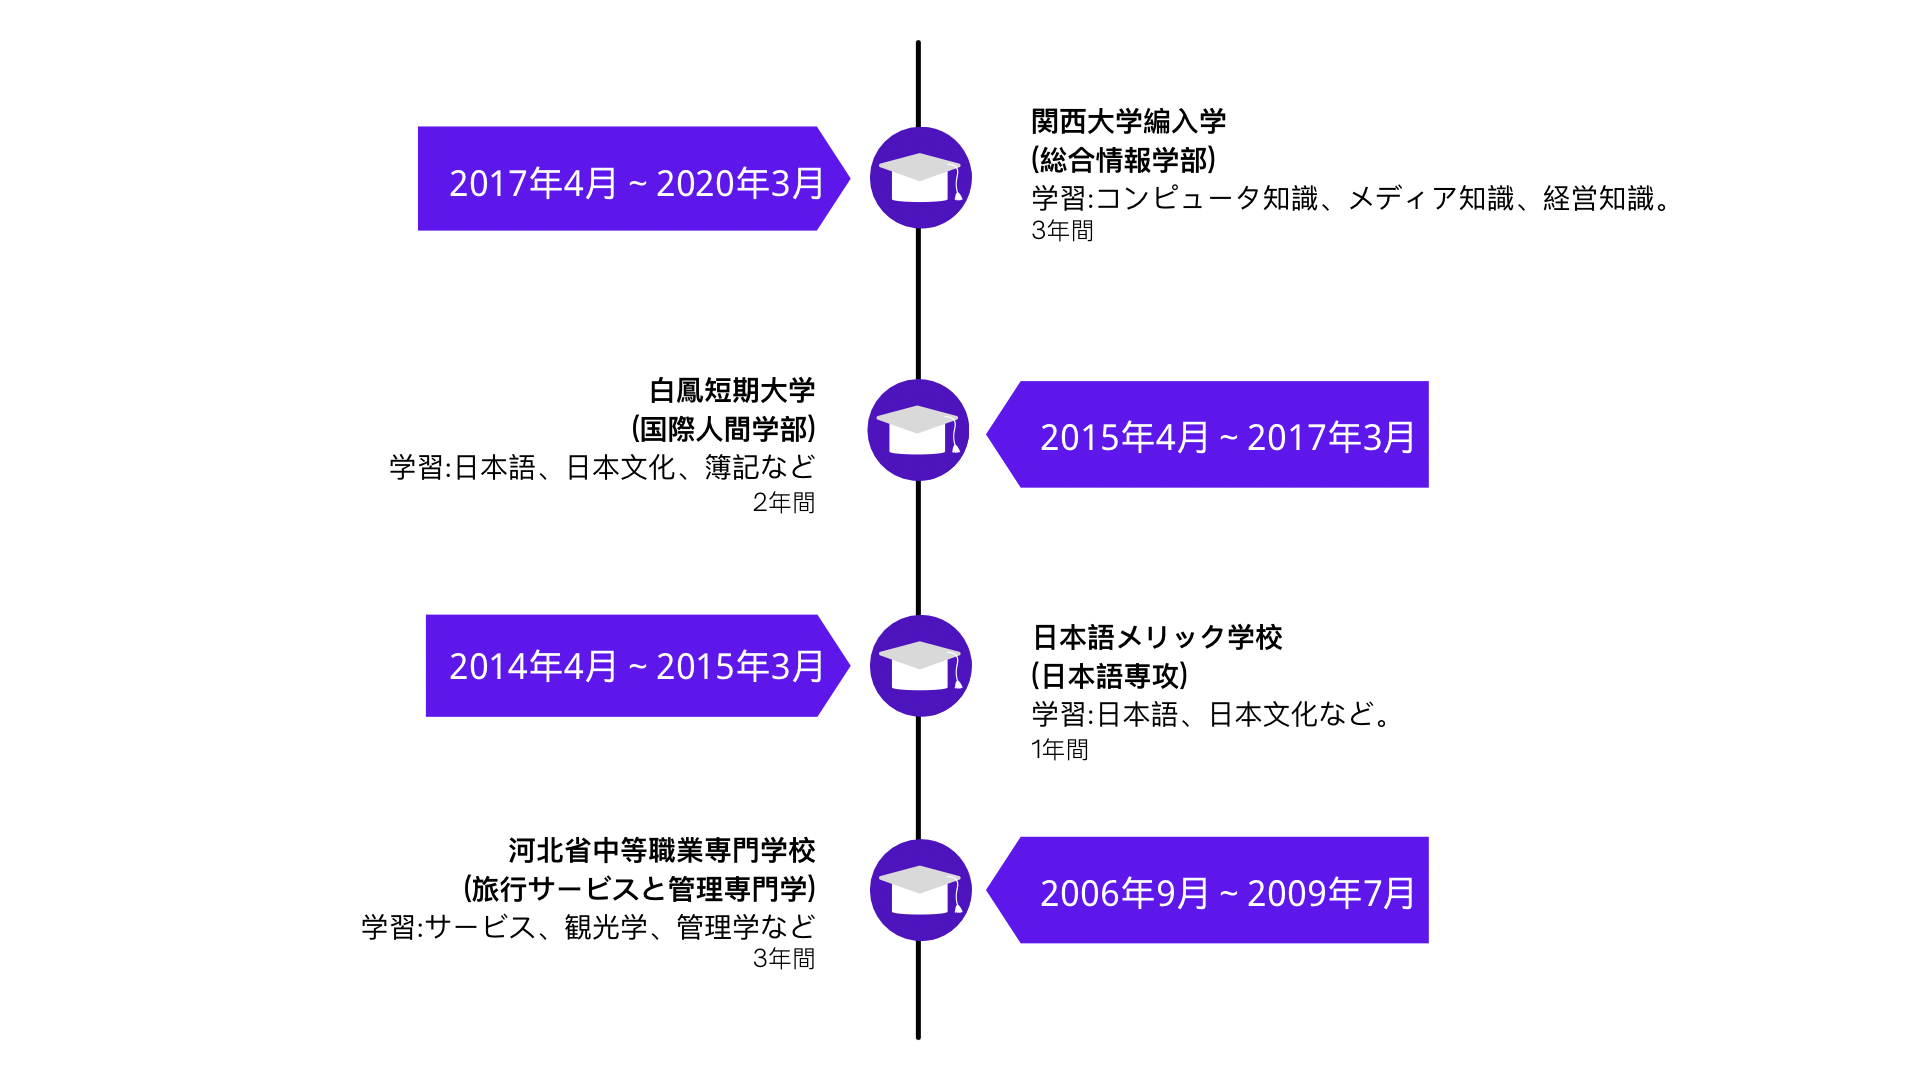 2017年4月 ~ 2020年3月
関西大学編入学
(総合情報学部)
学習:コンピュータ知識、メディア知識、経営知識。
3年間
白鳳短期大学
(国際人間学部)
学習:日本語、日本文化、簿記など
2年間
2015年4月 ~ 2017年3月
2014年4月 ~ 2015年3月
日本語メリック学校
(日本語専攻)
学習:日本語、日本文化など。
1年間
河北省中等職業専門学校
(旅行サービスと管理専門学)
学習:サービス、観光学、管理学など
3年間
2006年9月 ~ 2009年7月